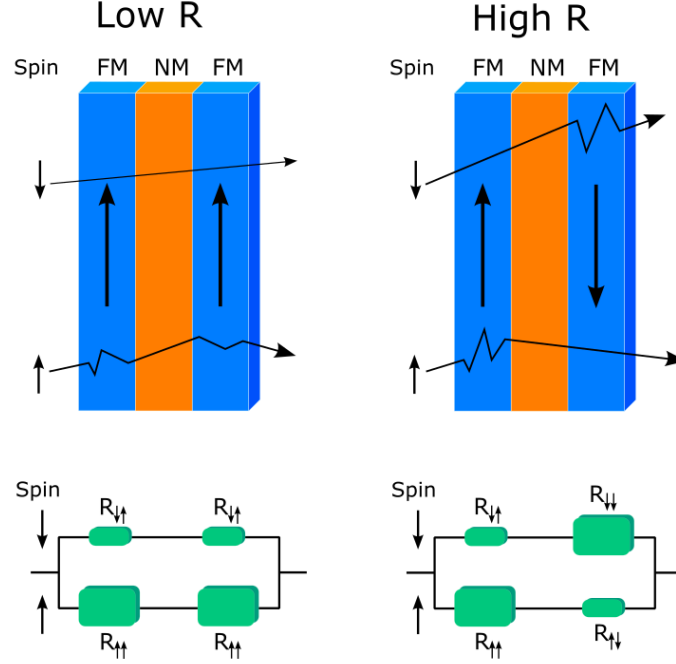 Low R
High R
Spin FM NM FM
Spin FM NM FM
Spin
R↓↑ R↓↑
R↑↑ R↑↑
Spin
R↓↑ R↓↓
R↑↑ R↑↓